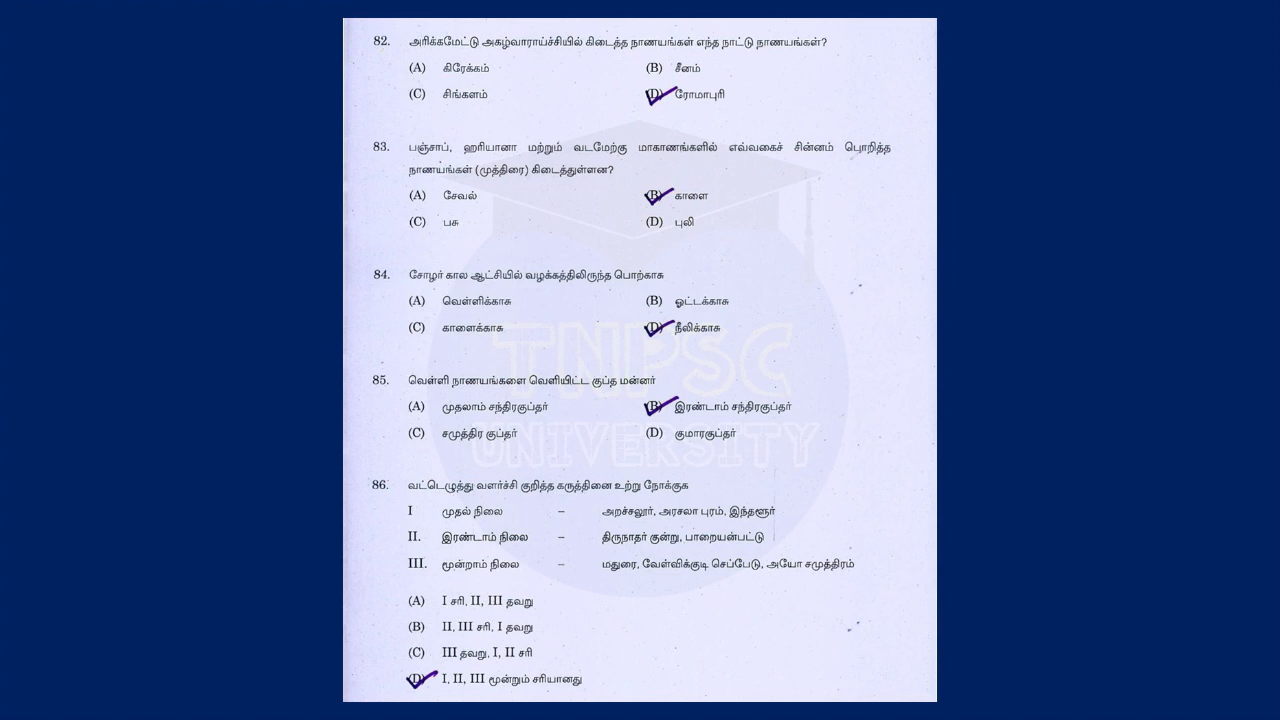 82. அரிக்கமேட்டு அகழ்வாராய்ச்சியில் கிடைத்த நாணயங்கள் எந்த நாட்டு நாணயங்கள்?
(A) கிரேக்கம் (B) சீனம்
(C) சிங்களம் (D) ரோமாபுரி
83. பஞ்சாப், ஹரியானா மற்றும் வடமேற்கு மாகாணங்களில் எவ்வகைச் சின்னம் பொறித்த
நாணயங்கள் (முத்திரை) கிடைத்துள்ளன?
(A) சேவல் (B) காளை
(C) பசு (D) புலி
84. சோழர் கால ஆட்சியில் வழக்கத்திலிருந்த பொற்காசு
(A) வெள்ளிக்காசு (B) ஓட்டக்காசு
(C) காளைக்காசு (D) நீலிக்காசு
85. வெள்ளி நாணயங்களை வெளியிட்ட குப்த மன்னர்
(A) முதலாம் சந்திரகுப்தர் (B) இரண்டாம் சந்திரகுப்தர்
(C) சமுத்திர குப்தர் (D) குமாரகுப்தர்
86. வட்டெழுத்து வளர்ச்சி குறித்த கருத்தினை உற்று நோக்குக
I முதல் நிலை – அறச்சலூர், அரசலா புரம், இந்தளூர்
II. இரண்டாம் நிலை – திருநாதர் குன்று, பாறையன்பட்டு
III. மூன்றாம் நிலை – மதுரை, வேள்விக்குடி செப்பேடு, அயோ சமுத்திரம்
(A) I சரி, II, III தவறு
(B) II, III சரி, I தவறு
(C) III தவறு, I, II சரி
(D) I, II, III மூன்றும் சரியானது
TNPSC
UNIVERSITY